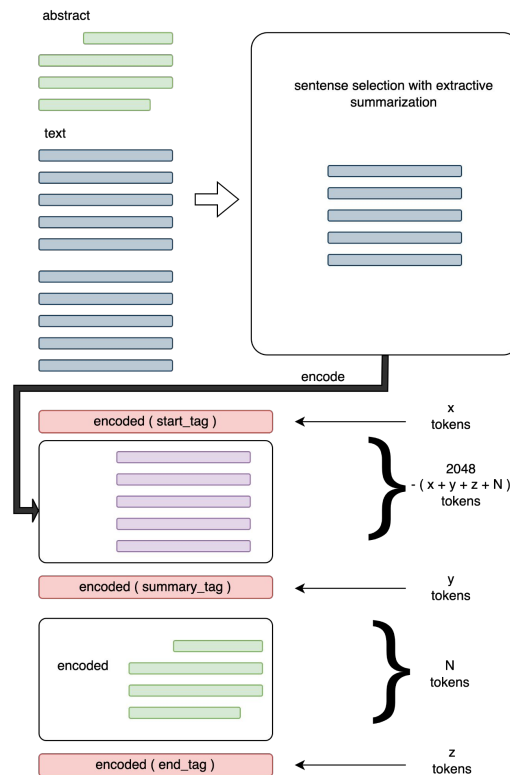 abstract
text
sentense selection with extractive
summarization
encode
encoded ( start_tag )
x
tokens
2048
- ( x + y + z + N )
tokens
encoded ( summary_tag )
y
tokens
encoded
N
tokens
encoded ( end_tag )
z
tokens